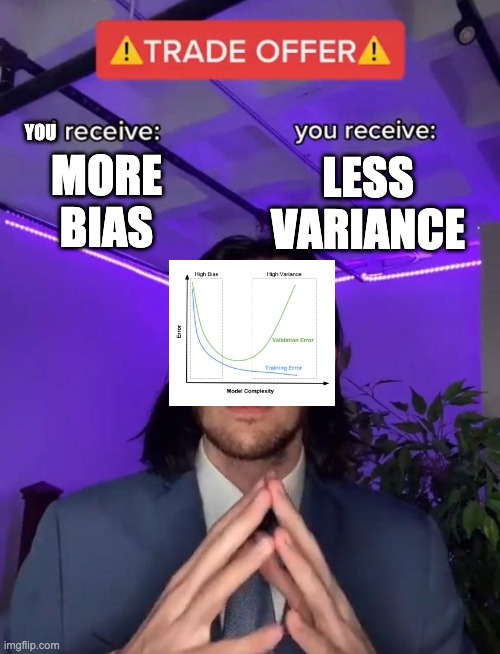 ⚠️TRADE OFFER⚠️
YOU receive:
MORE
BIAS
you receive:
LESS
VARIANCE
High Bias
High Variance
Error
Validation Error
Training Error
Model Complexity
imgflip.com